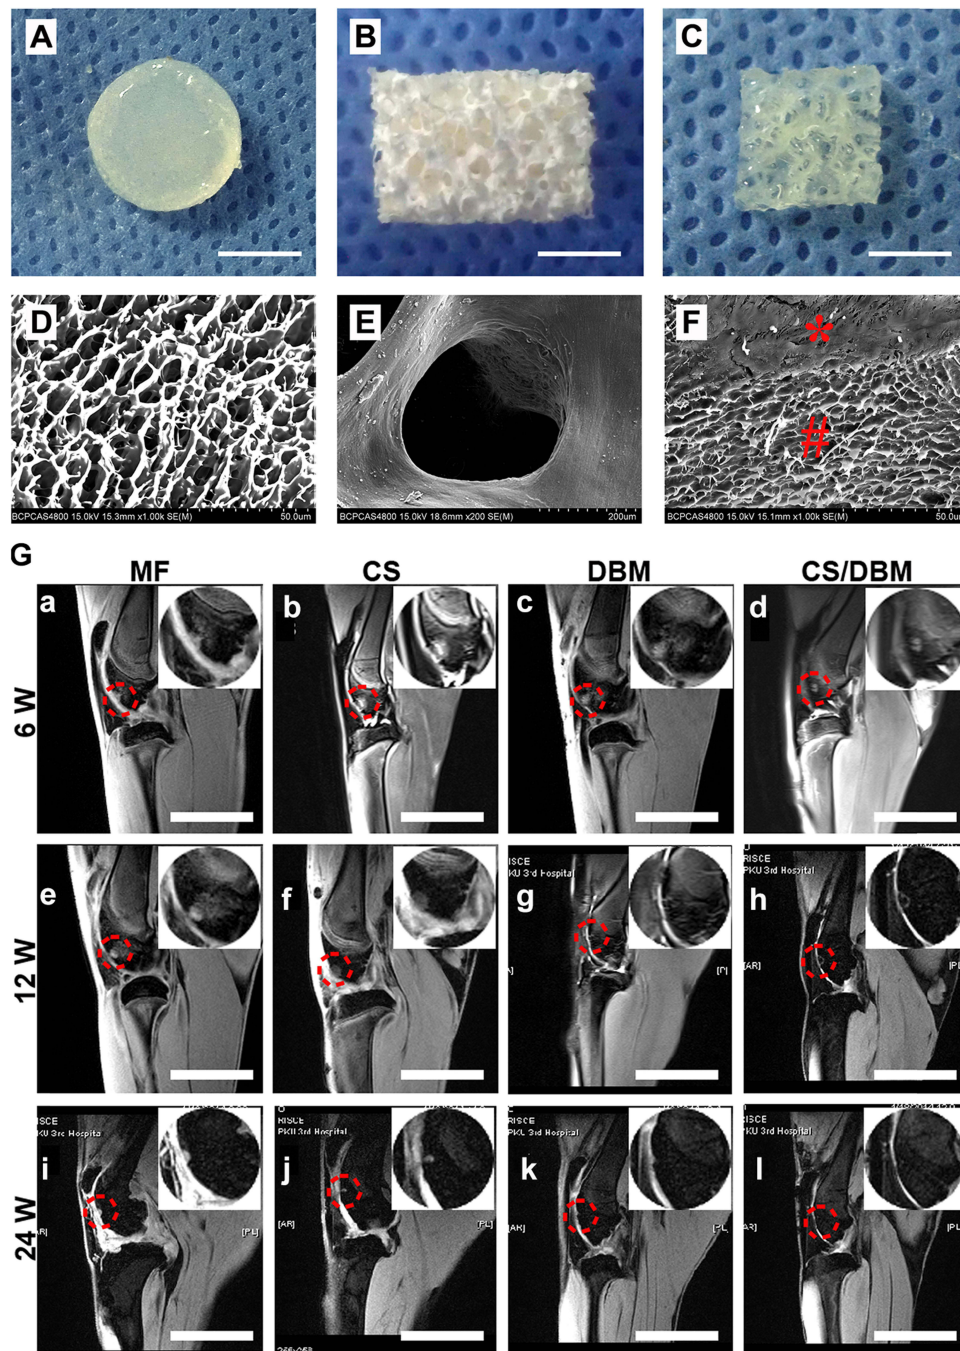 A
B
C
D
E
F
*
#
BCPCAS4800 15.0kV 15.3mm x1.00k SE(M)
50.0um
BCPCAS4800 15.0kV 18.6mm x200 SE(M)
200um
BCPCAS4800 15.0kV 15.1mm x1.00k SE(M)
50.0u
G
MF
CS
DBM
CS/DBM
6 W
a
b
c
d
12 W
e
f
g
RISCE
PKU 3rd Hospital
h
RISCE
PKU 3rd Hospital
[AR]
[PL
24 W
i
RISCE
PKU 3rd Hospital
AR]
[PL]
j
RISCE
PKU 3rd Hospital
[AR]
[PL]
k
RISCE
PKU 3rd Hospital
[AR]
l
RISCE
PKU 3rd Hospital
AR]